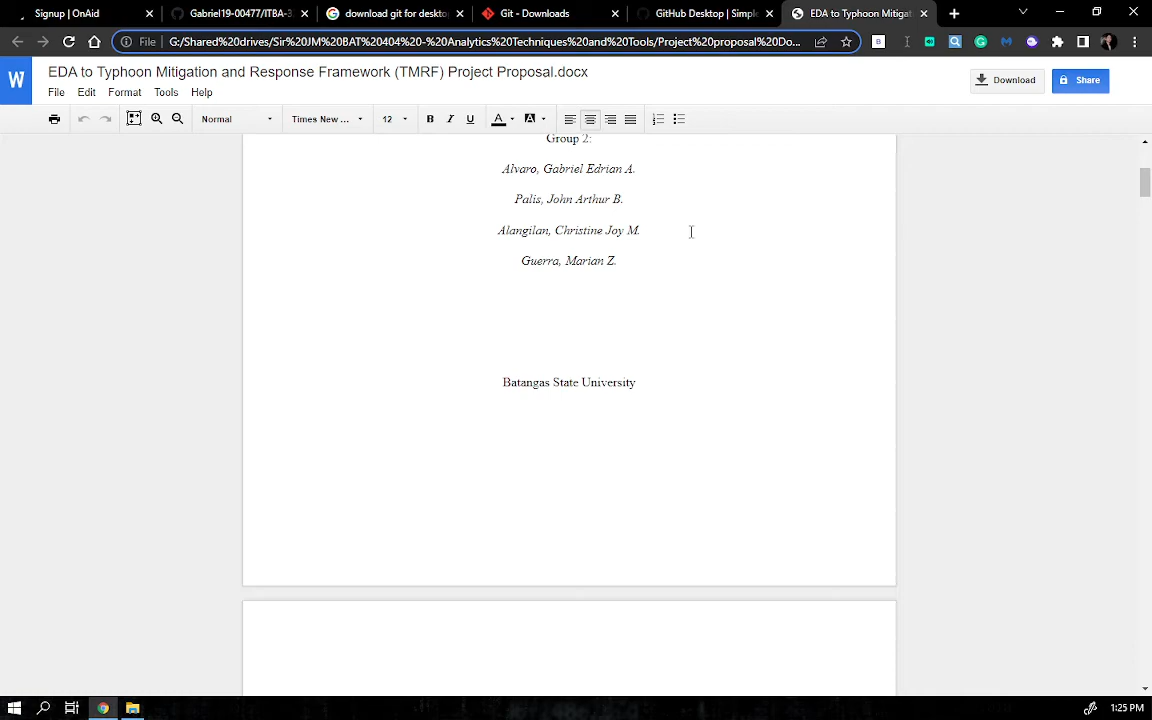 Signup | OnAid
Gabriel19-00477/ITBA-3
download git for deskto
Git - Downloads
GitHub Desktop | Simple
EDA to Typhoon Mitigat
File
G:/Shared%20drives/Sir%20JM%20BAT%20404%20-%20Analytics%20Techniques%20and%20Tools/Project%20proposal%20Do...
W
EDA to Typhoon Mitigation and Response Framework (TMRF) Project Proposal.docx
File Edit Format Tools Help
Download
Share
Normal
Times New ...
12
B I U A A
Group 2:
Alvaro, Gabriel Edrian A.
Palis, John Arthur B.
Alangilan, Christine Joy M.
Guerra, Marian Z.
Batangas State University
1:25 PM